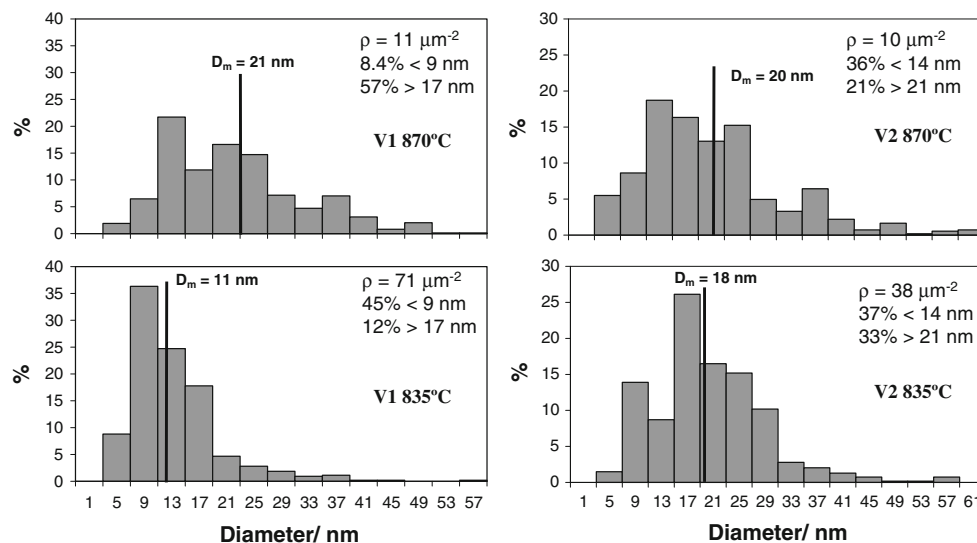 40
35
30
25
20
15
10
5
0
%
D_m = 21 nm
ρ = 11 μm⁻²
8.4% < 9 nm
57% > 17 nm
V1 870ºC
30
25
20
15
10
5
0
%
D_m = 20 nm
ρ = 10 μm⁻²
36% < 14 nm
21% > 21 nm
V2 870ºC
40
35
30
25
20
15
10
5
0
%
D_m = 11 nm
ρ = 71 μm⁻²
45% < 9 nm
12% > 17 nm
V1 835ºC
1 5 9 13 17 21 25 29 33 37 41 45 49 53 57
Diameter/ nm
30
25
20
15
10
5
0
%
D_m = 18 nm
ρ = 38 μm⁻²
37% < 14 nm
33% > 21 nm
V2 835ºC
1 5 9 13 17 21 25 29 33 37 41 45 49 53 57 61
Diameter/ nm